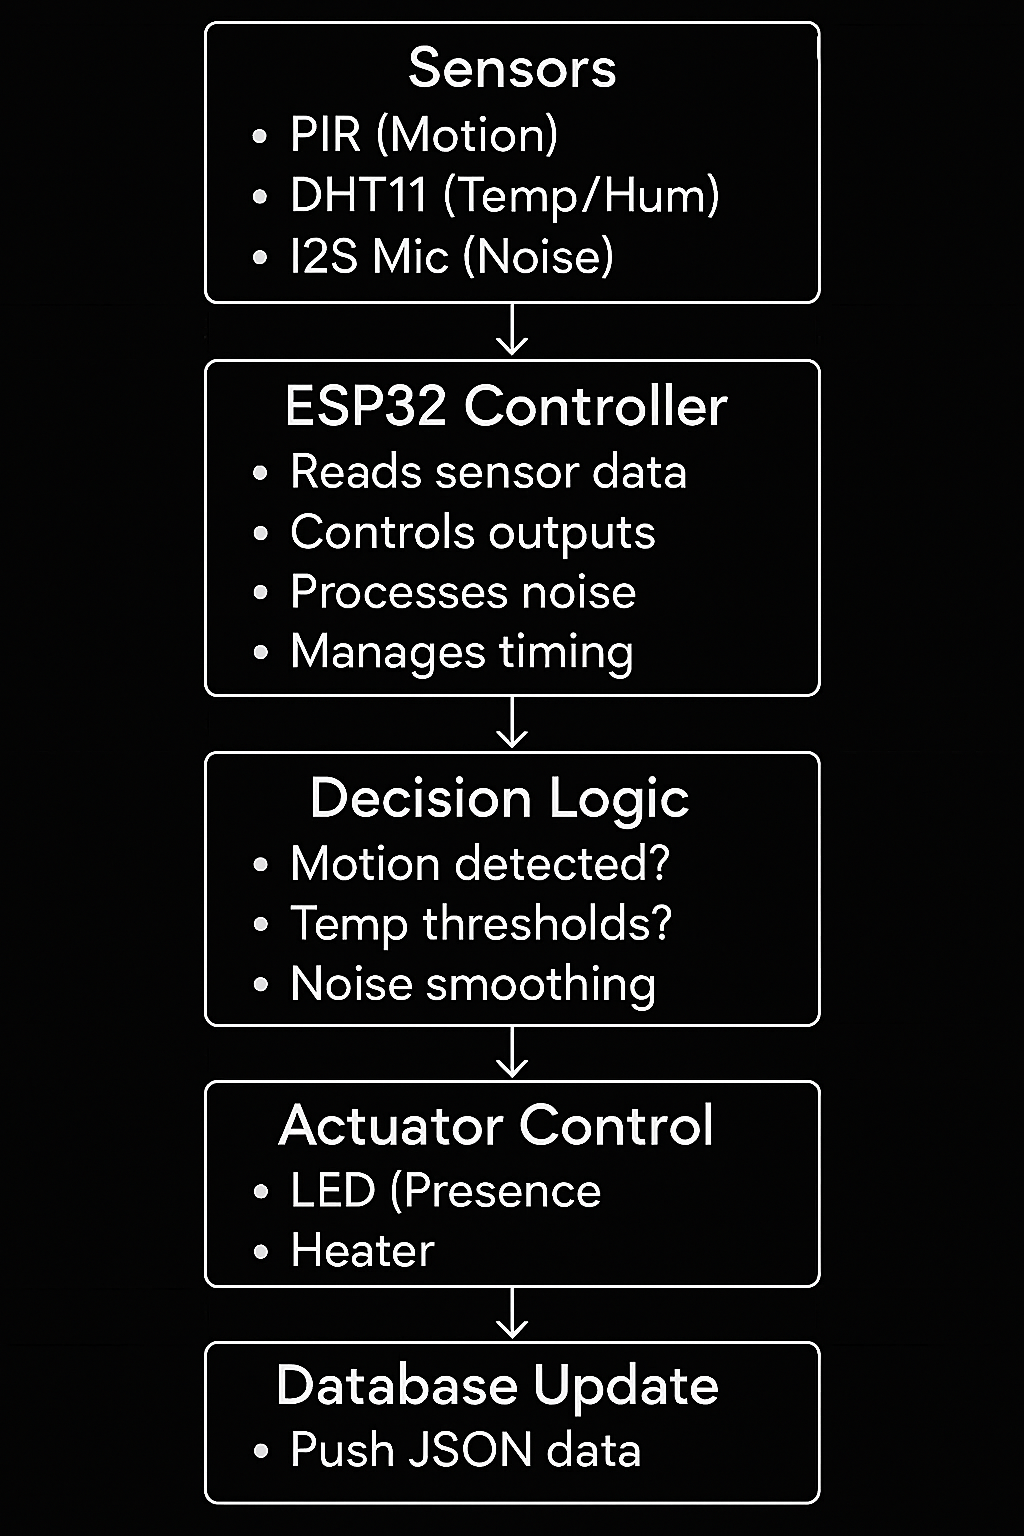 Sensors
• PIR (Motion)
• DHT11 (Temp/Hum)
• I2S Mic (Noise)
ESP32 Controller
• Reads sensor data
• Controls outputs
• Processes noise
• Manages timing
Decision Logic
• Motion detected?
• Temp thresholds?
• Noise smoothing
Actuator Control
• LED (Presence
• Heater
Database Update
• Push JSON data